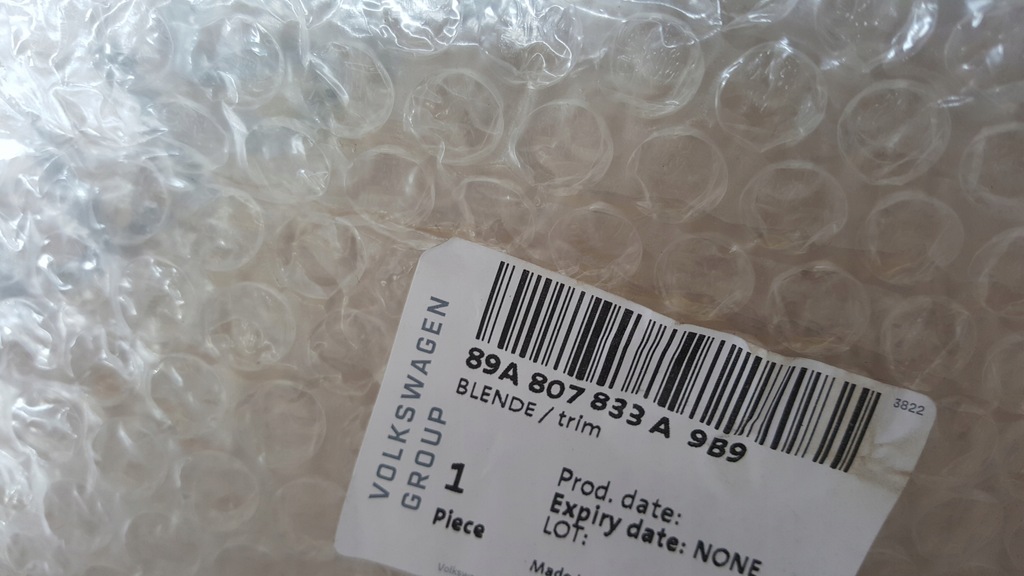 VOLKSWAGEN
GROUP
89A 807 833 A 9B9
3822
BLENDE / trim
1
Piece
Prod. date:
Expiry date: NONE
LOT: